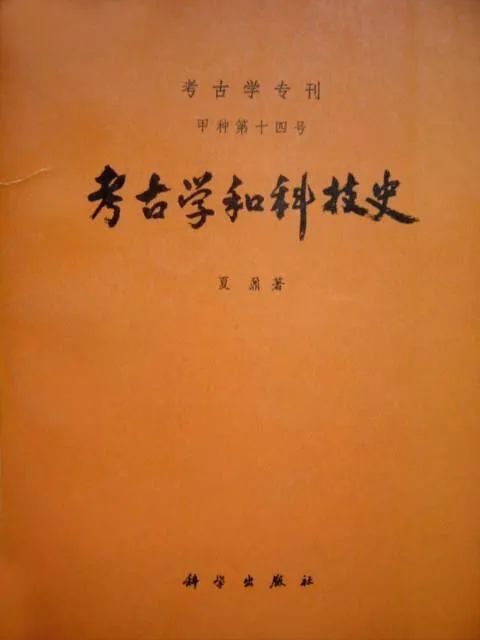 考古学专刊
甲种第十四号
考古学和科技史
夏鼐著
科学出版社